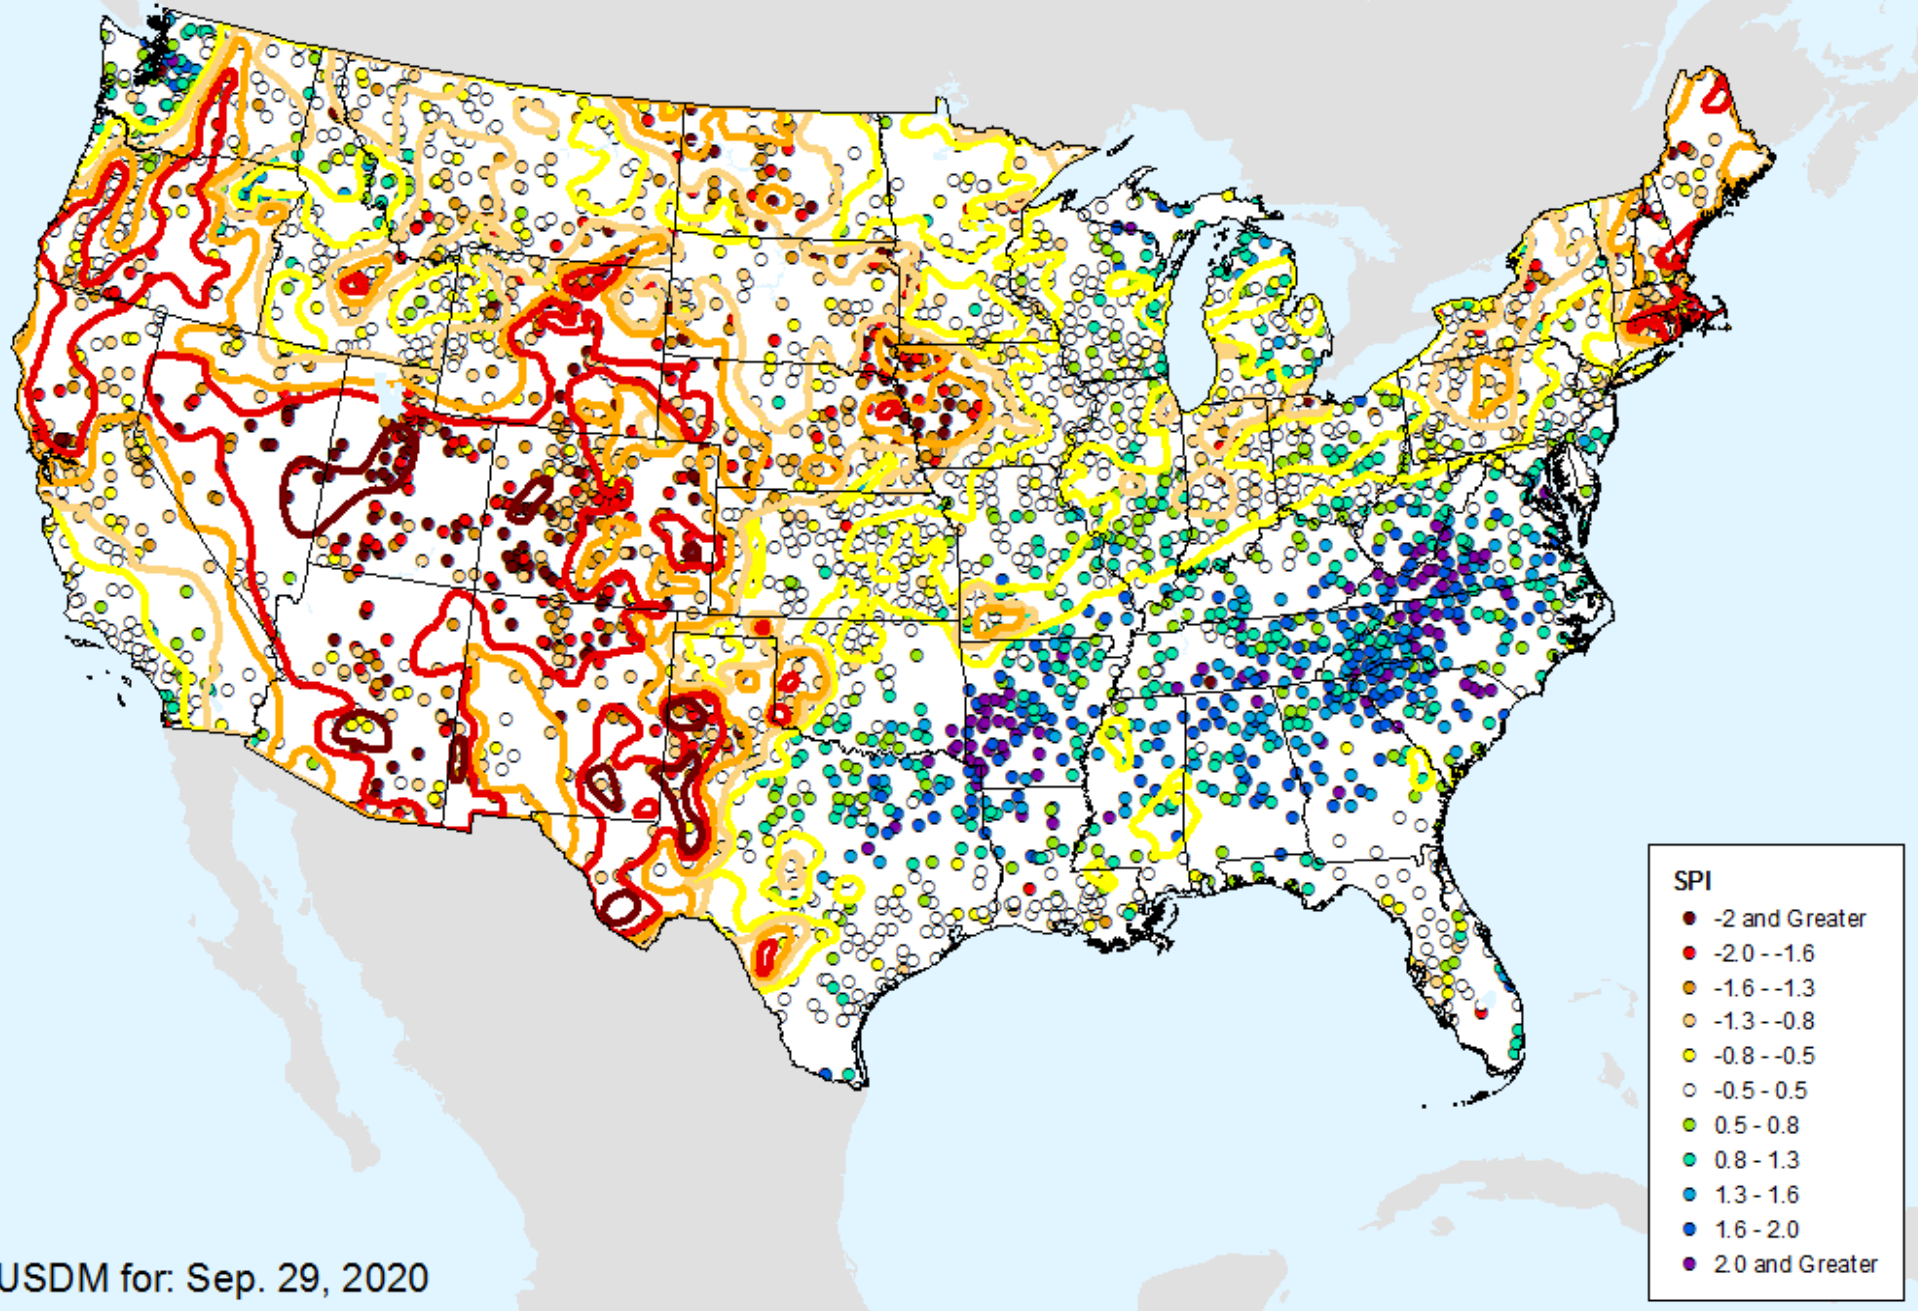 SPI
-2 and Greater
-2.0 - -1.6
-1.6 - -1.3
-1.3 - -0.8
-0.8 - -0.5
-0.5 - 0.5
0.5 - 0.8
0.8 - 1.3
1.3 - 1.6
1.6 - 2.0
2.0 and Greater
USDM for: Sep. 29, 2020